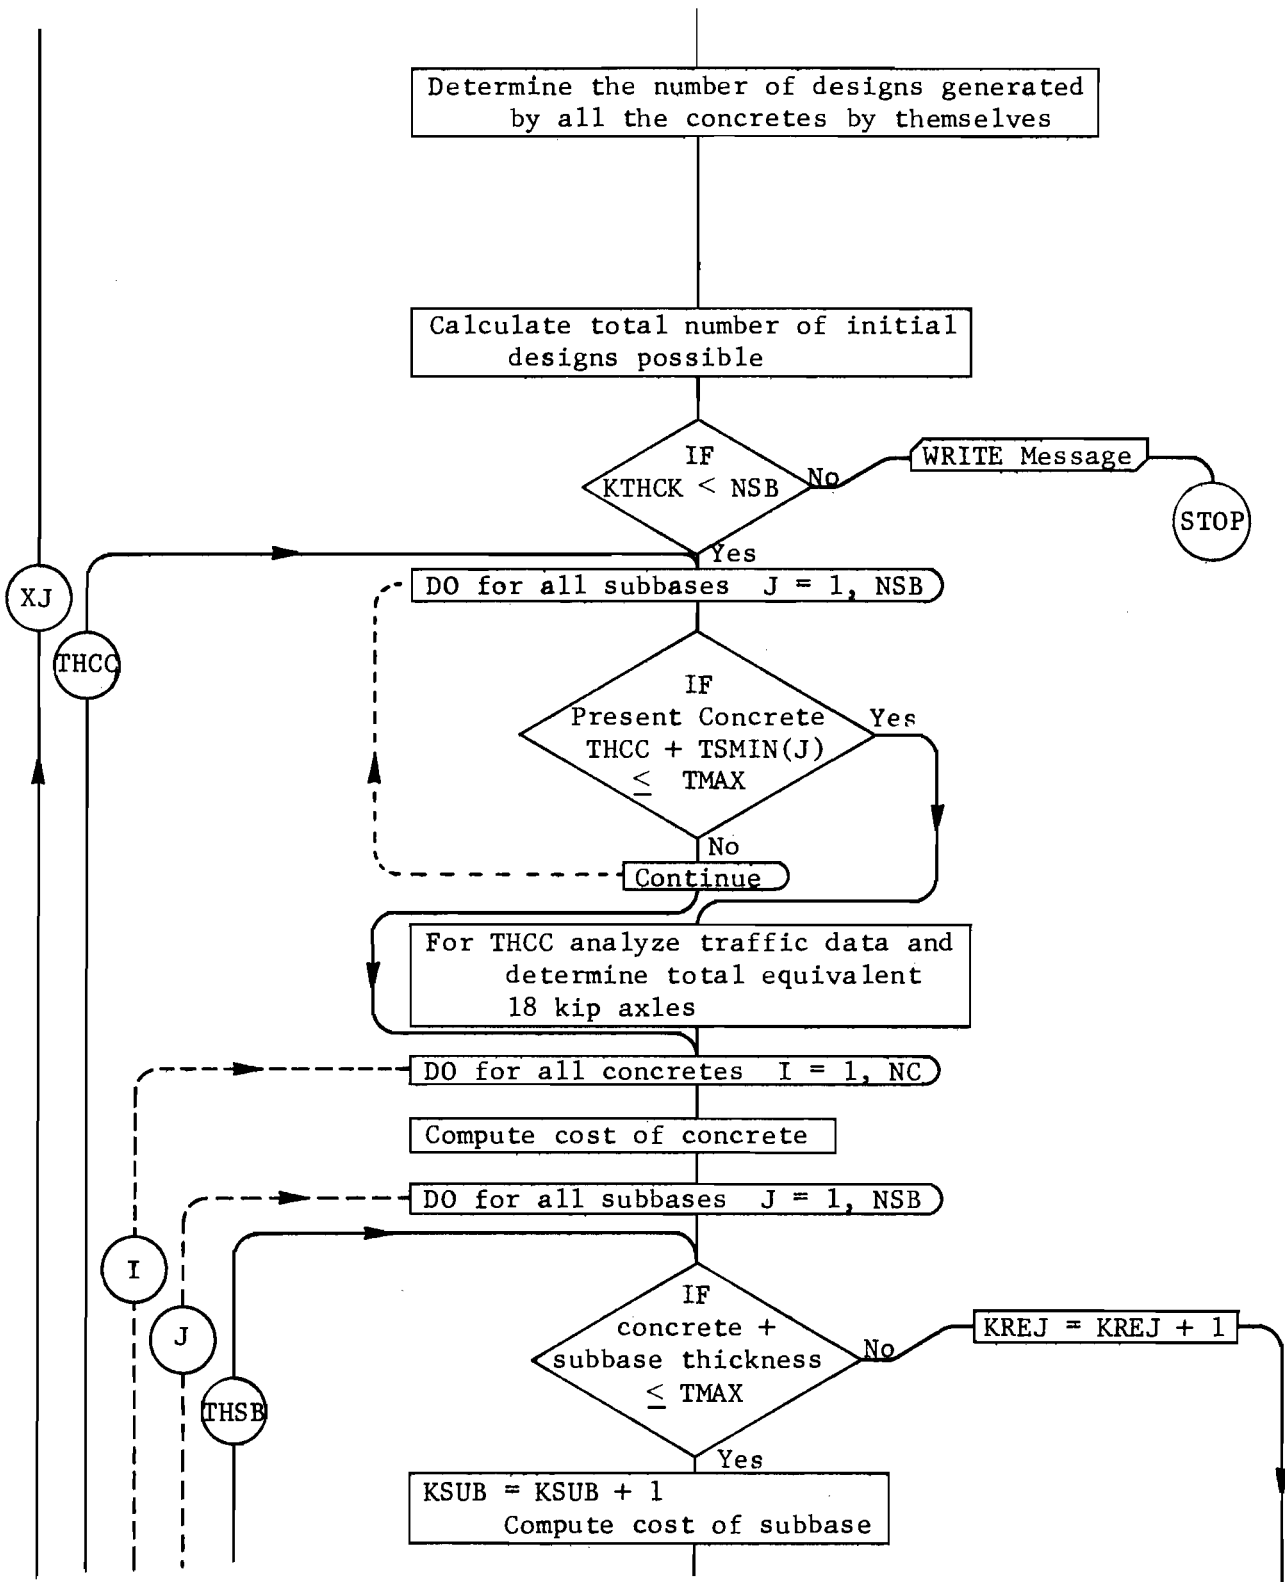 Determine the number of designs generated
by all the concretes by themselves
Calculate total number of initial
designs possible
IF
KTHCK < NSB
No
WRITE Message
STOP
Yes
XJ
DO for all subbases J = 1, NSB
THCC
IF
Present Concrete
THCC + TSMIN(J)
≤ TMAX
Yes
No
Continue
For THCC analyze traffic data and
determine total equivalent
18 kip axles
DO for all concretes I = 1, NC
Compute cost of concrete
DO for all subbases J = 1, NSB
I
J
THSB
IF
concrete +
subbase thickness
≤ TMAX
No
KREJ = KREJ + 1
Yes
KSUB = KSUB + 1
Compute cost of subbase